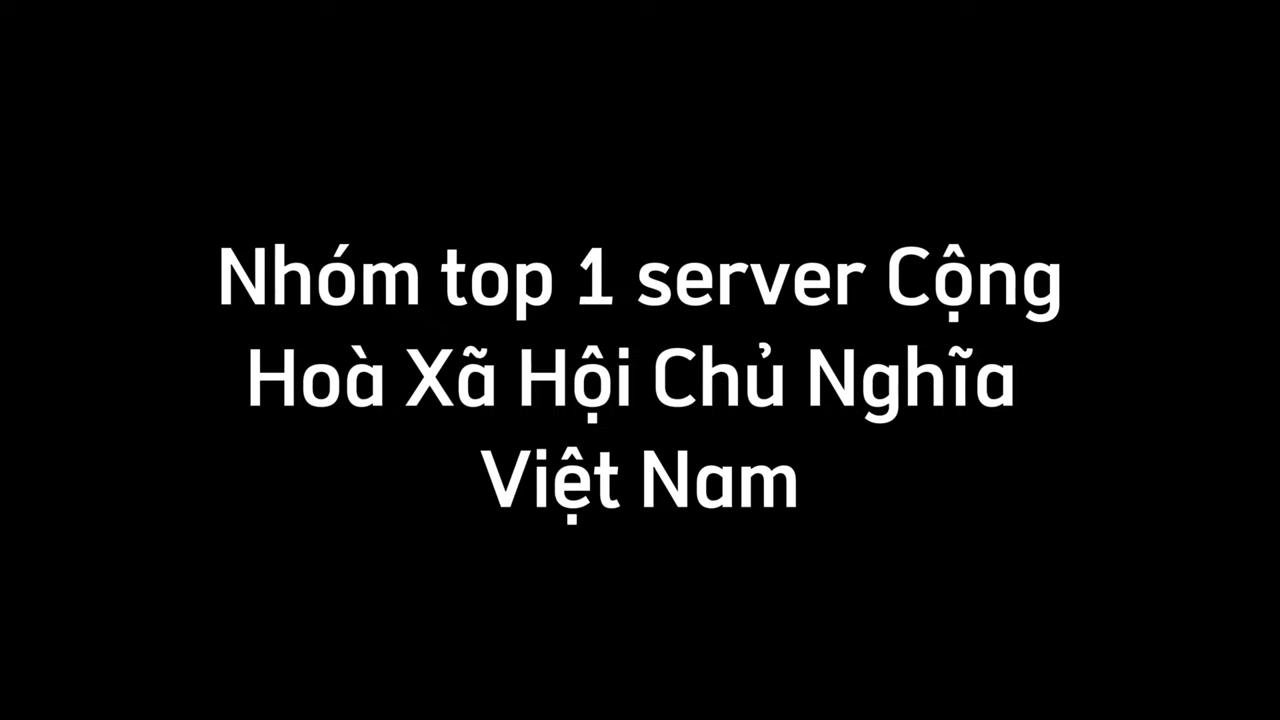 Nhóm top 1 server Cộng
Hoà Xã Hội Chủ Nghĩa
Việt Nam